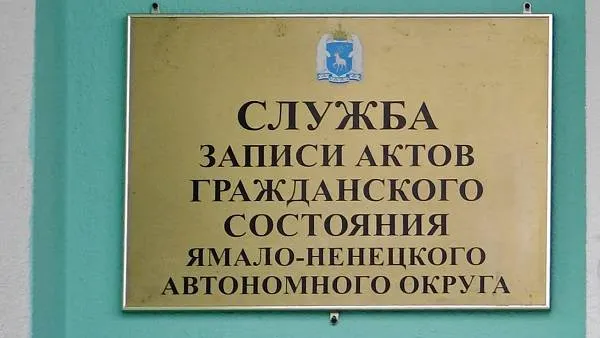 СЛУЖБА
ЗАПИСИ АКТОВ
ГРАЖДАНСКОГО
СОСТОЯНИЯ
ЯМАЛО-НЕНЕЦКОГО
АВТОНОМНОГО ОКРУГА